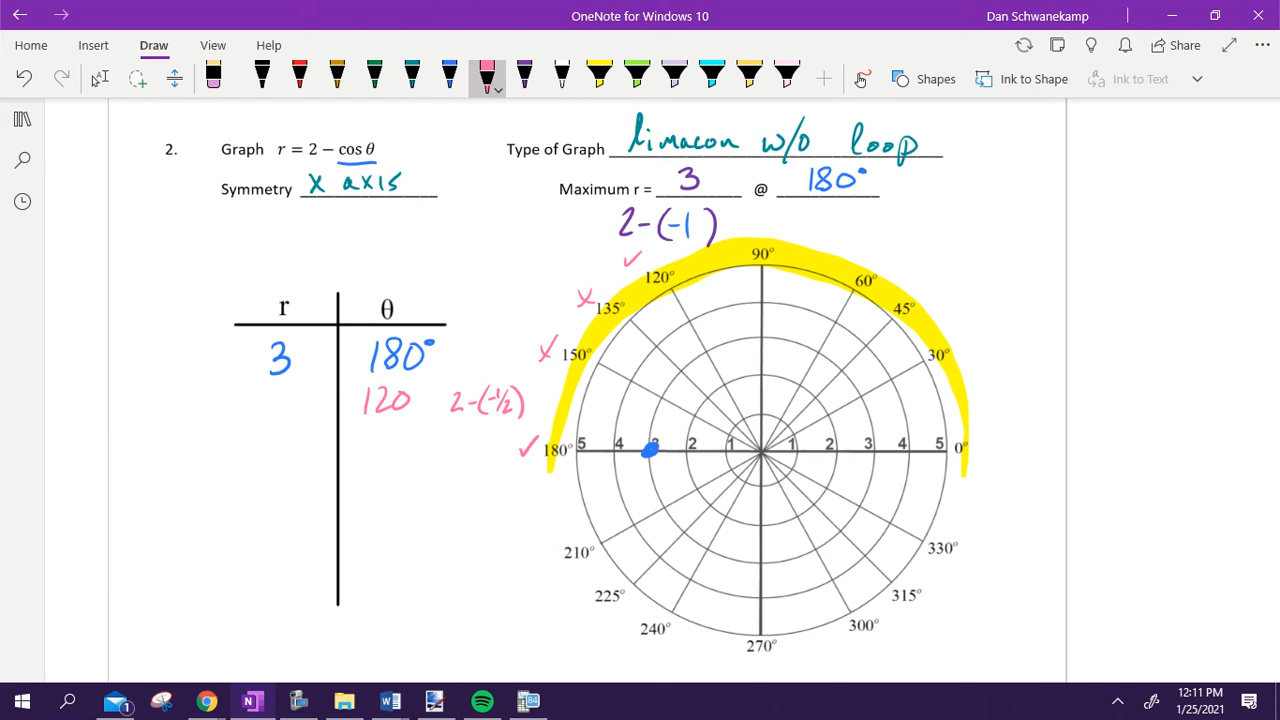 OneNote for Windows 10
Dan Schwanekamp
Home Insert Draw View Help
Share
Shapes
Ink to Shape
Ink to Text
2. Graph r = 2 − cos θ
Type of Graph limacon w/o loop
Symmetry x axis
Maximum r = 3 @ 180°
2-(-1)
r θ
3 180°
120 2-(-1/2)
90°
✓ 120° 60°
x 135° 45°
x 150° 30°
✓ 180° 5 4 3 2 1 1 2 3 4 5 0°
210° 330°
225° 315°
240° 300°
270°
1
12:11 PM
1/25/2021